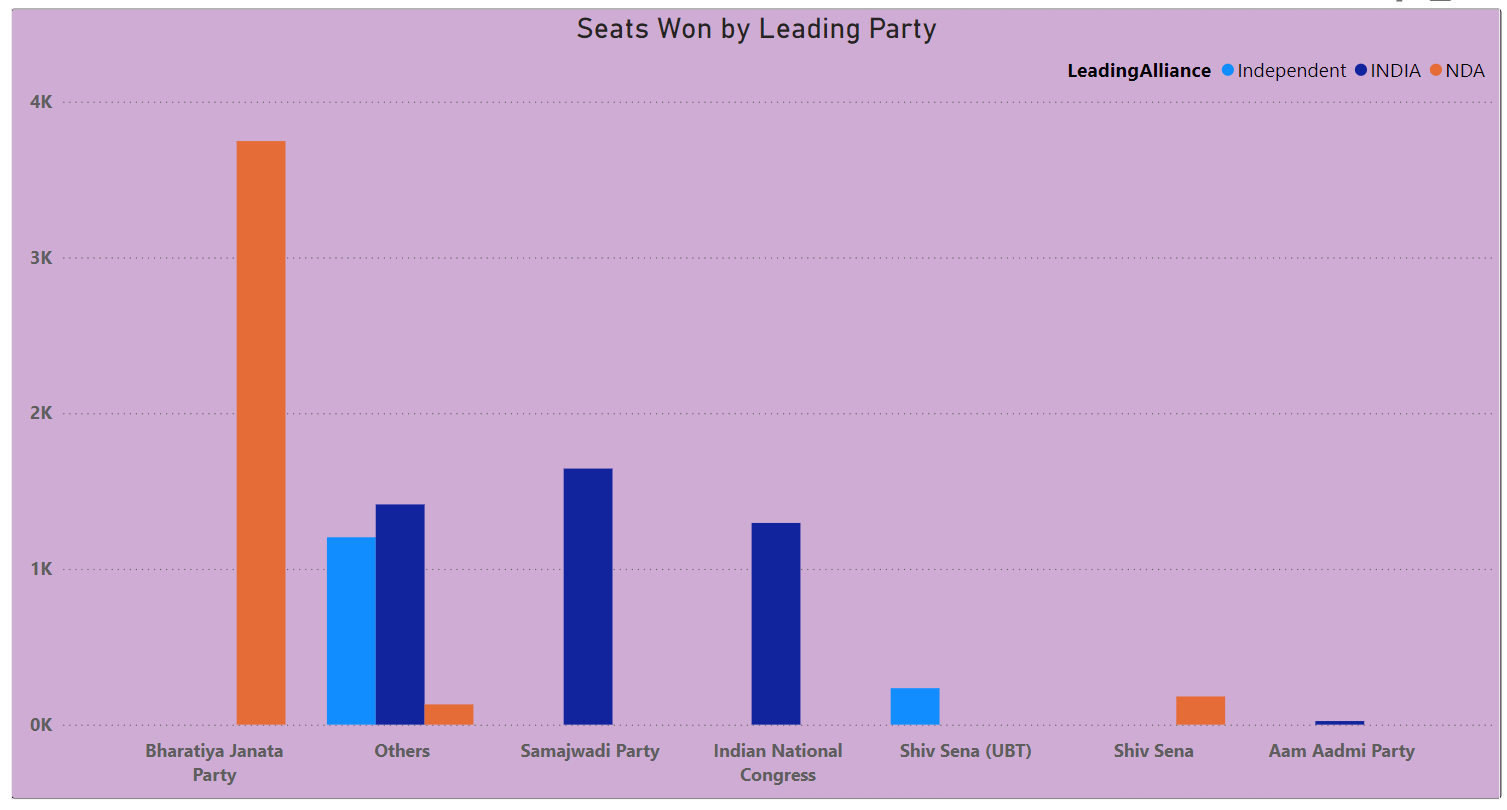 Seats Won by Leading Party
LeadingAlliance Independent INDIA NDA
4K
3K
2K
1K
0K
Bharatiya Janata
Party
Others
Samajwadi Party
Indian National
Congress
Shiv Sena (UBT)
Shiv Sena
Aam Aadmi Party